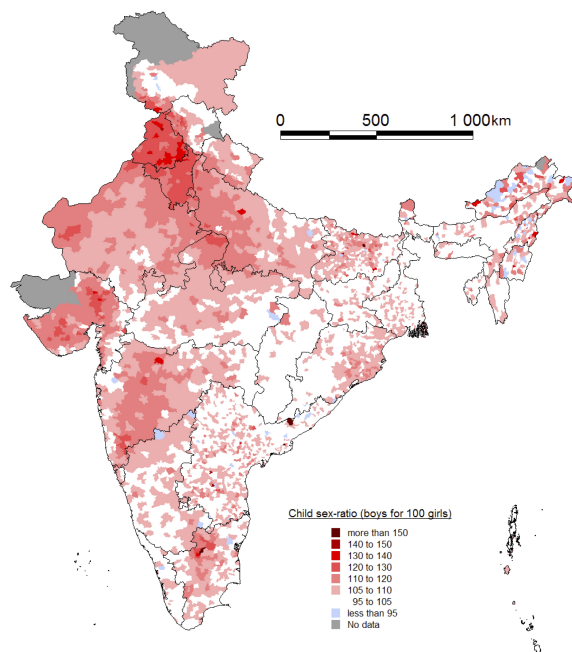 0 500 1 000km
Child sex-ratio (boys for 100 girls)
more than 150
140 to 150
130 to 140
120 to 130
110 to 120
105 to 110
95 to 105
less than 95
No data